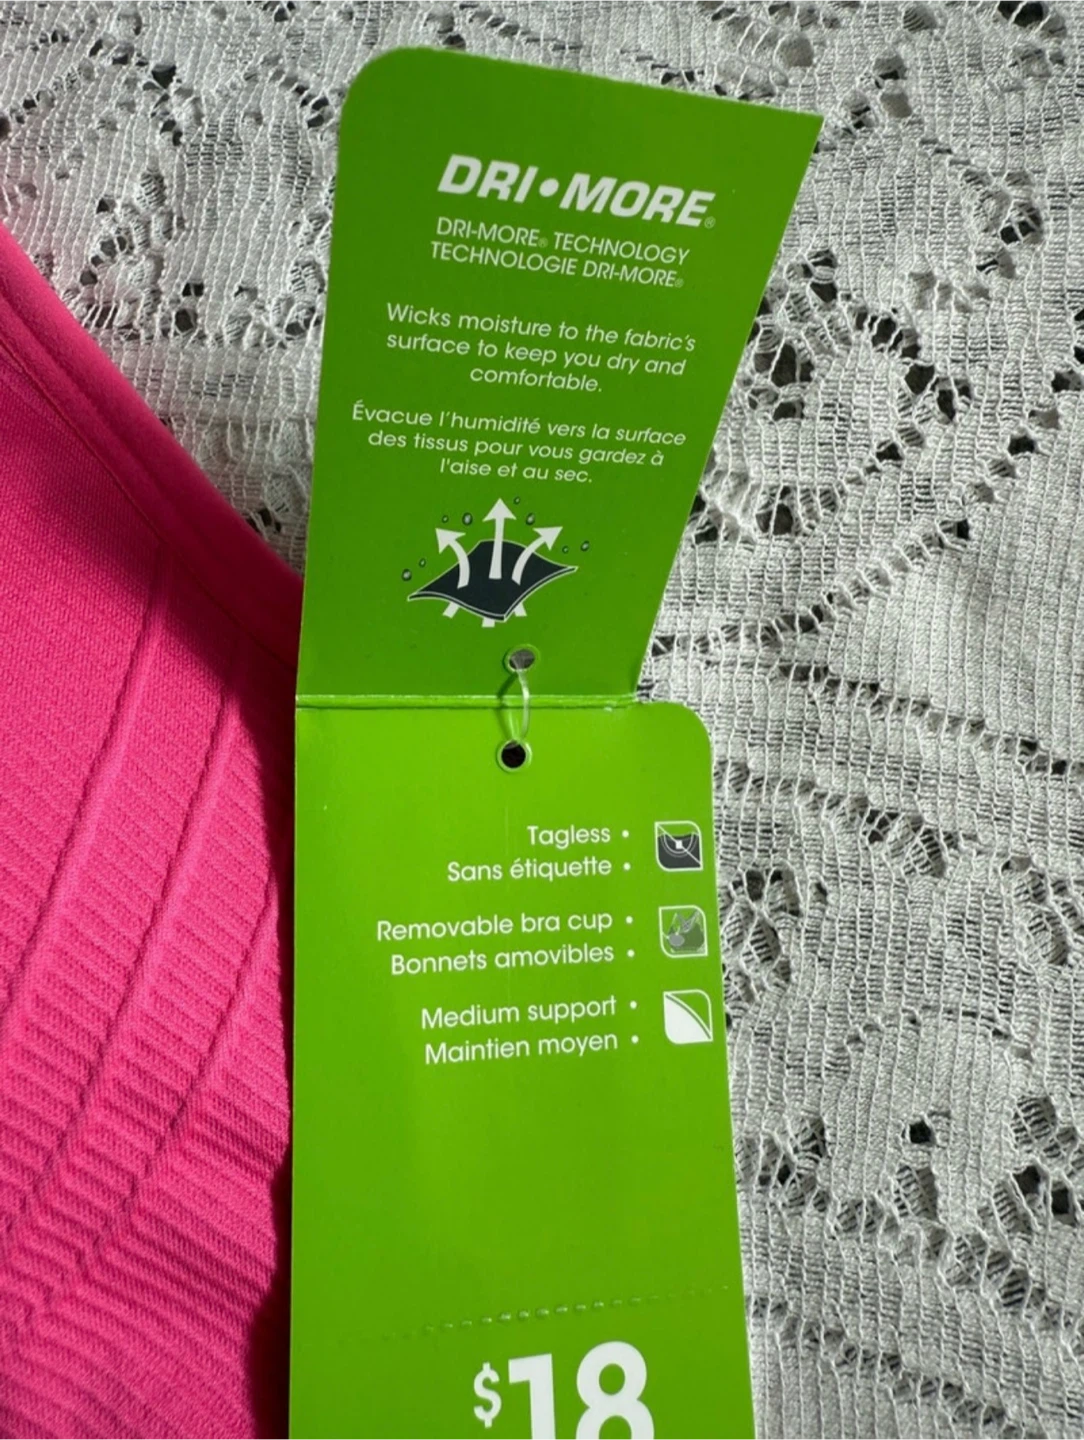 DRI•MORE®
DRI-MORE® TECHNOLOGY
TECHNOLOGIE DRI-MORE®
Wicks moisture to the fabric's
surface to keep you dry and
comfortable.
Évacue l'humidité vers la surface
des tissus pour vous gardez à
l'aise et au sec.
Tagless •
Sans étiquette •
Removable bra cup •
Bonnets amovibles •
Medium support •
Maintien moyen •
$18